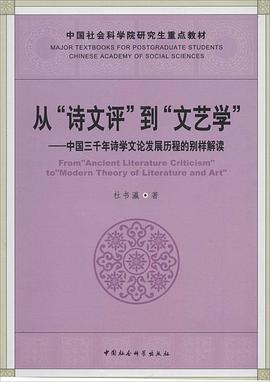 中国社会科学院研究生重点教材
MAJOR TEXTBOOKS FOR POSTGRADUATE STUDENTS
CHINESE ACADEMY OF SOCIAL SCIENCES
从“诗文评”到“文艺学”
——中国三千年诗学文论发展历程的别样解读
From"Ancient Literature Criticism"
to"Modern Theory of Literature and Art"
杜书瀛 著
中国社会科学出版社